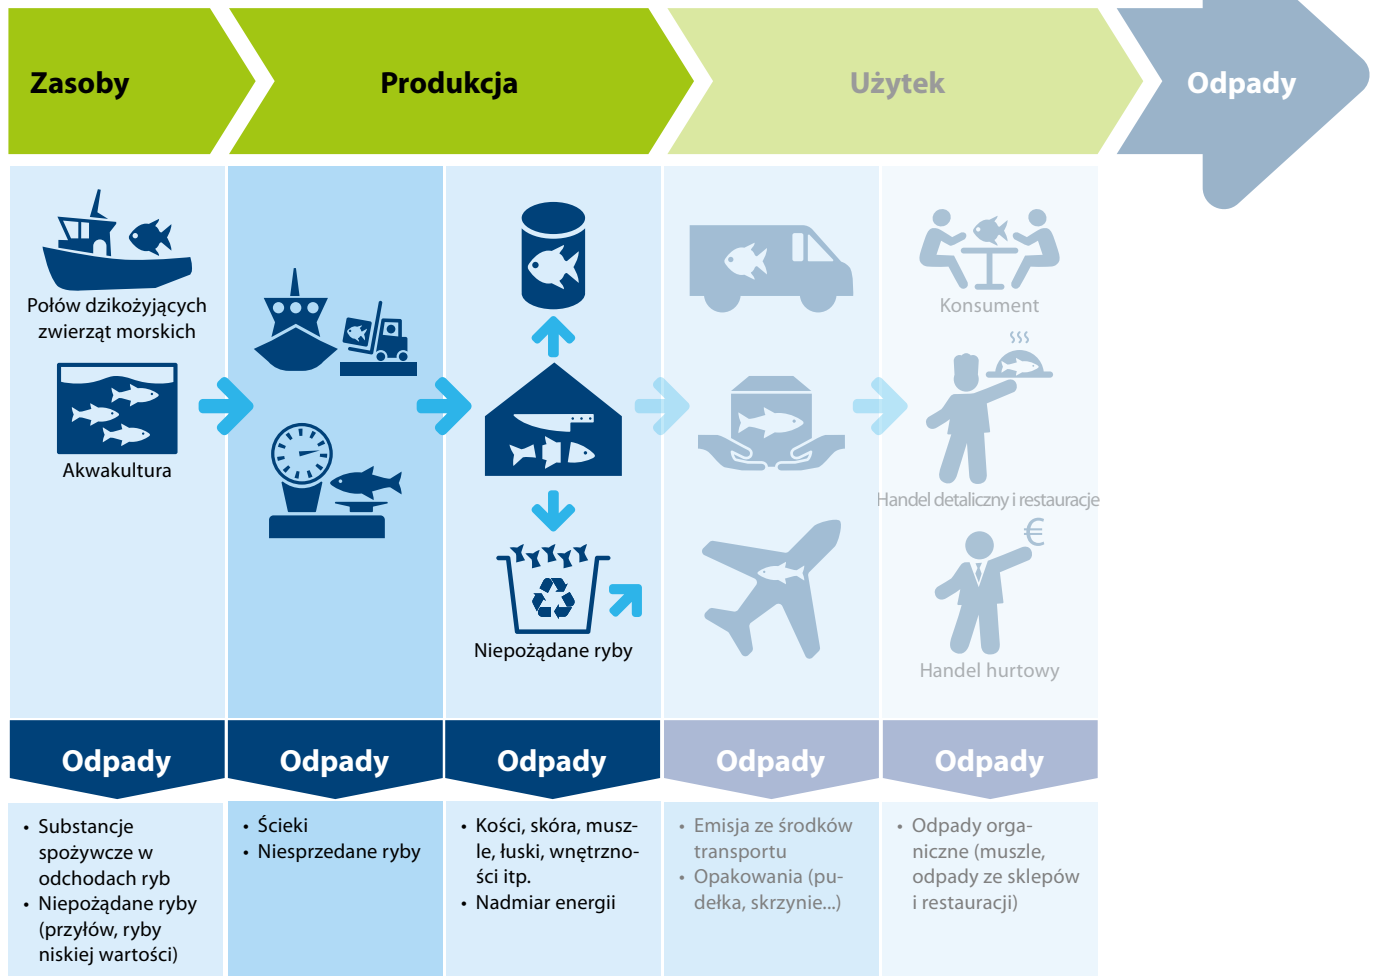 Zasoby
Produkcja
Użytek
Odpady
Połów dzikożyjących
zwierząt morskich
Akwakultura
Niepożądane ryby
Konsument
Handel detaliczny i restauracje
€
Handel hurtowy
Odpady
• Substancje
spożywcze w
odchodach ryb
• Niepożądane ryby
(przyłów, ryby
niskiej wartości)
Odpady
• Ścieki
• Niesprzedane ryby
Odpady
• Kości, skóra, musz-
le, łuski, wnętrzno-
ści itp.
• Nadmiar energii
Odpady
• Emisja ze środków
transportu
• Opakowania (pu-
dełka, skrzynie...)
Odpady
• Odpady orga-
niczne (muszle,
odpady ze sklepów
i restauracji)